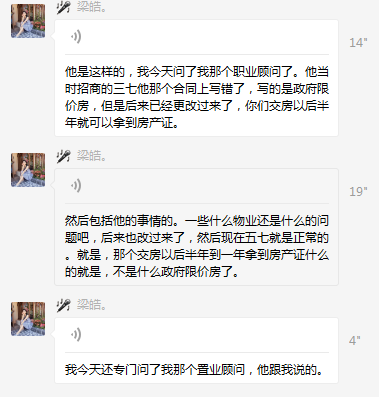 梁皓。
14"
他是这样的，我今天问了我那个职业顾问了。他当
时招商的三七他那个合同上写错了，写的是政府限
价房，但是后来已经更改过来了，你们交房以后半
年就可以拿到房产证。
梁皓。
19"
然后包括他的事情的。一些什么物业还是什么的问
题吧，后来也改过来了，然后现在五七就是正常的
。就是，那个交房以后半年到一年拿到房产证什么
的就是，不是什么政府限价房了。
梁皓。
4"
我今天还专门问了我那个置业顾问，他跟我说的。